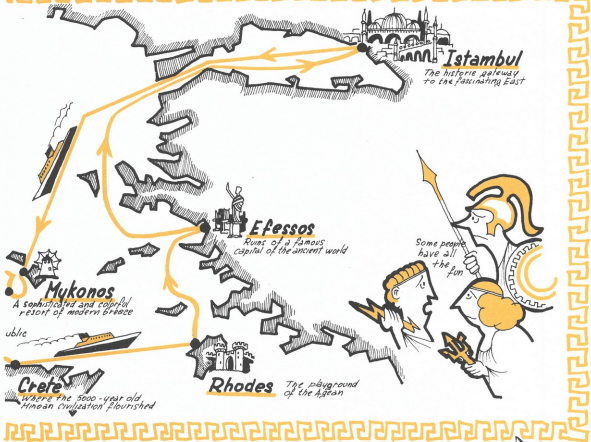 Istambul
The historic gateway
to the fascinating East
Efessos
Ruins of a famous
capital of the ancient world
Some people
have all
the
fun
Mykonos
A sophisticated and colorful
resort of modern Greece
ublic
Crete
Where the 5000-year old,
Minoan Civilization flourished
Rhodes
The playground
of the Agean